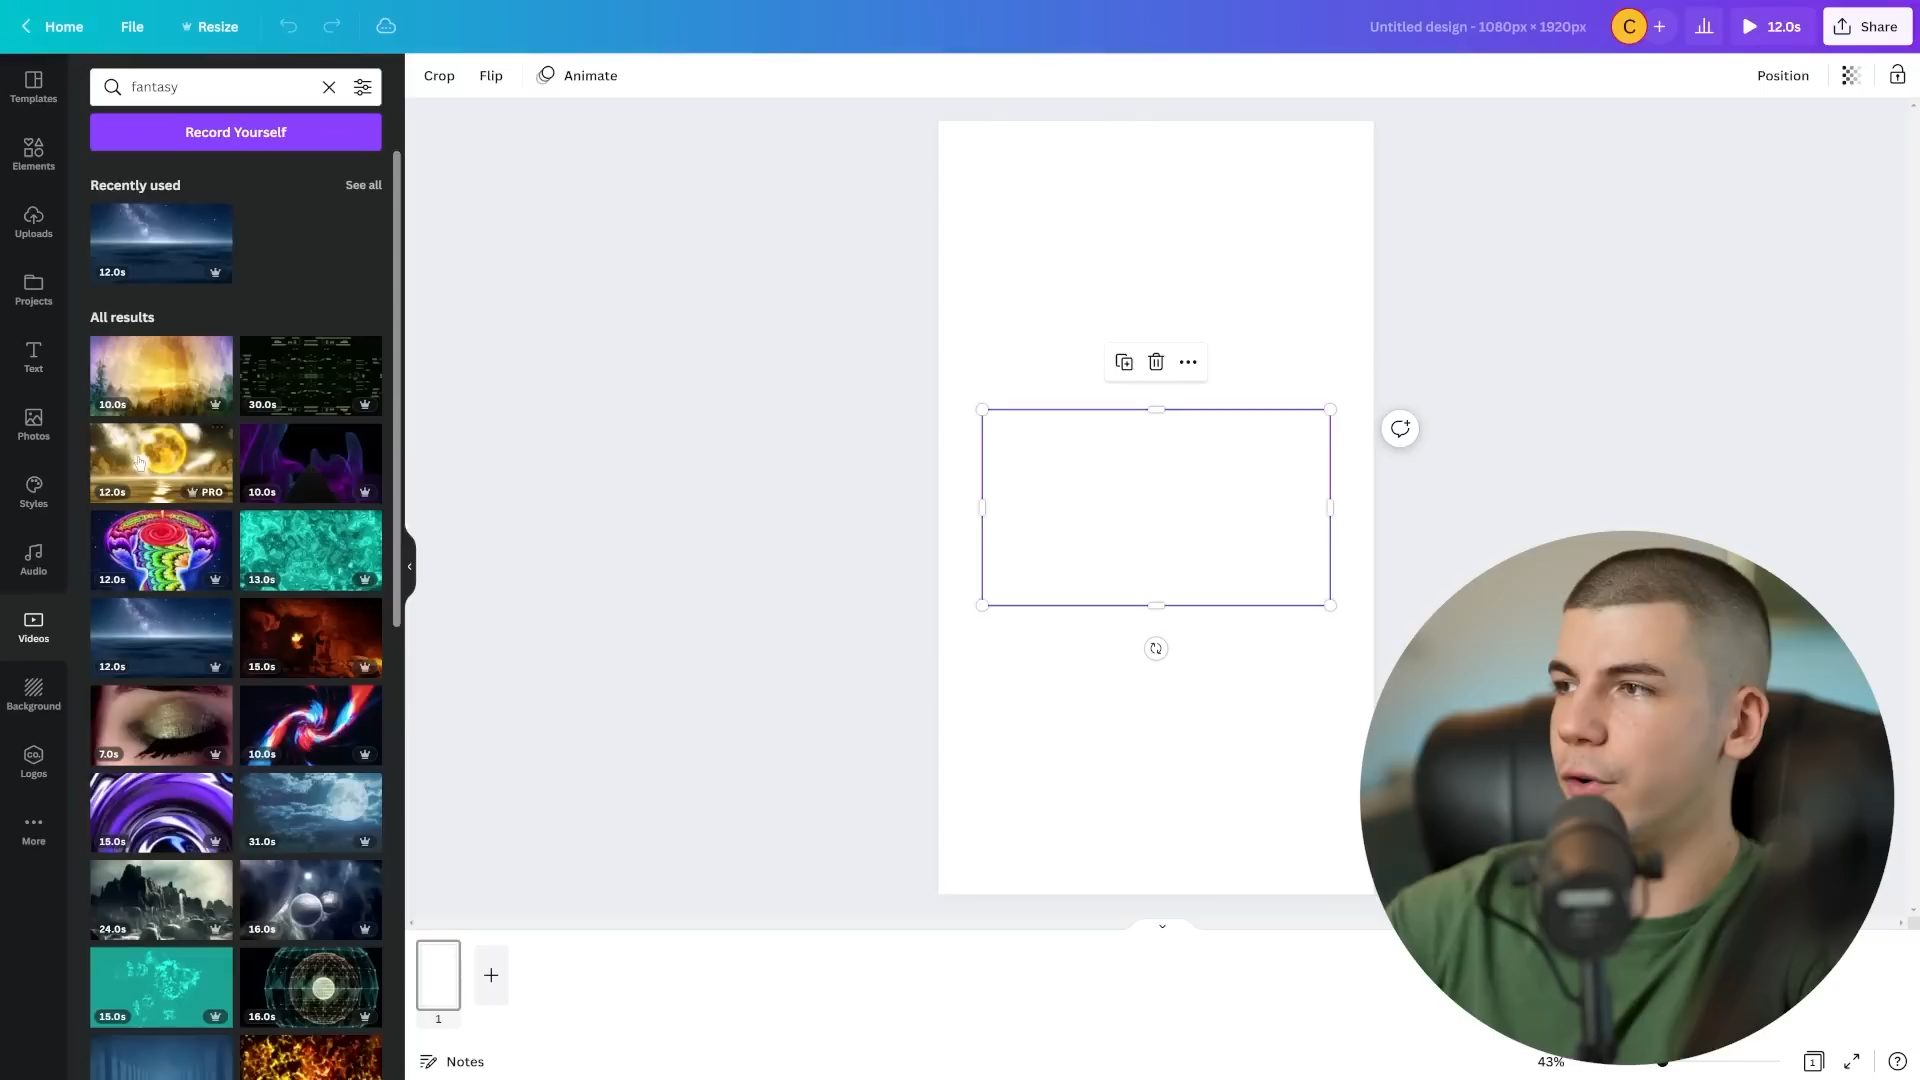 Home
File
Resize
Untitled design - 1080px × 1920px
C
12.0s
Share
Templates
Elements
Uploads
Projects
Text
Photos
Styles
Audio
Videos
Background
CO.
Logos
More
fantasy
Record Yourself
Recently used
See all
12.0s
All results
10.0s
30.0s
12.0s
PRO
10.0s
12.0s
13.0s
12.0s
15.0s
7.0s
10.0s
15.0s
31.0s
24.0s
16.0s
15.0s
16.0s
Crop
Flip
Animate
Position
1
Notes
43%
1